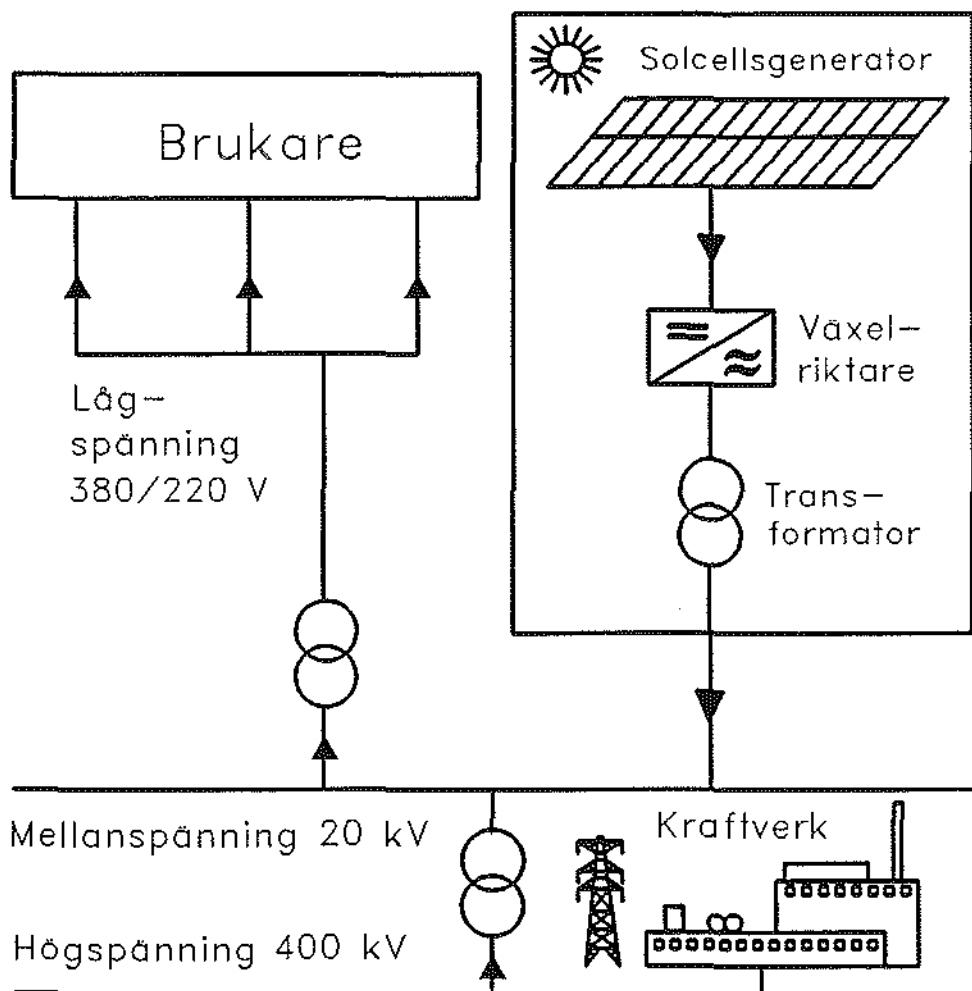 Solcellsgenerator
Brukare
Växel-
riktare
Låg-
spänning
380/220 V
Trans-
formator
Mellanspänning 20 kV
Kraftverk
Högspänning 400 kV